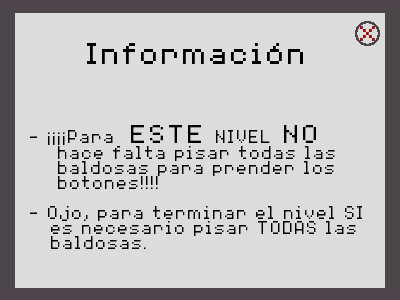 Información
- ¡¡¡¡Para ESTE NIVEL NO
hace falta pisar todas las
baldosas para prender los
botones!!!!
- Ojo, para terminar el nivel SI
es necesario pisar TODAS las
baldosas.